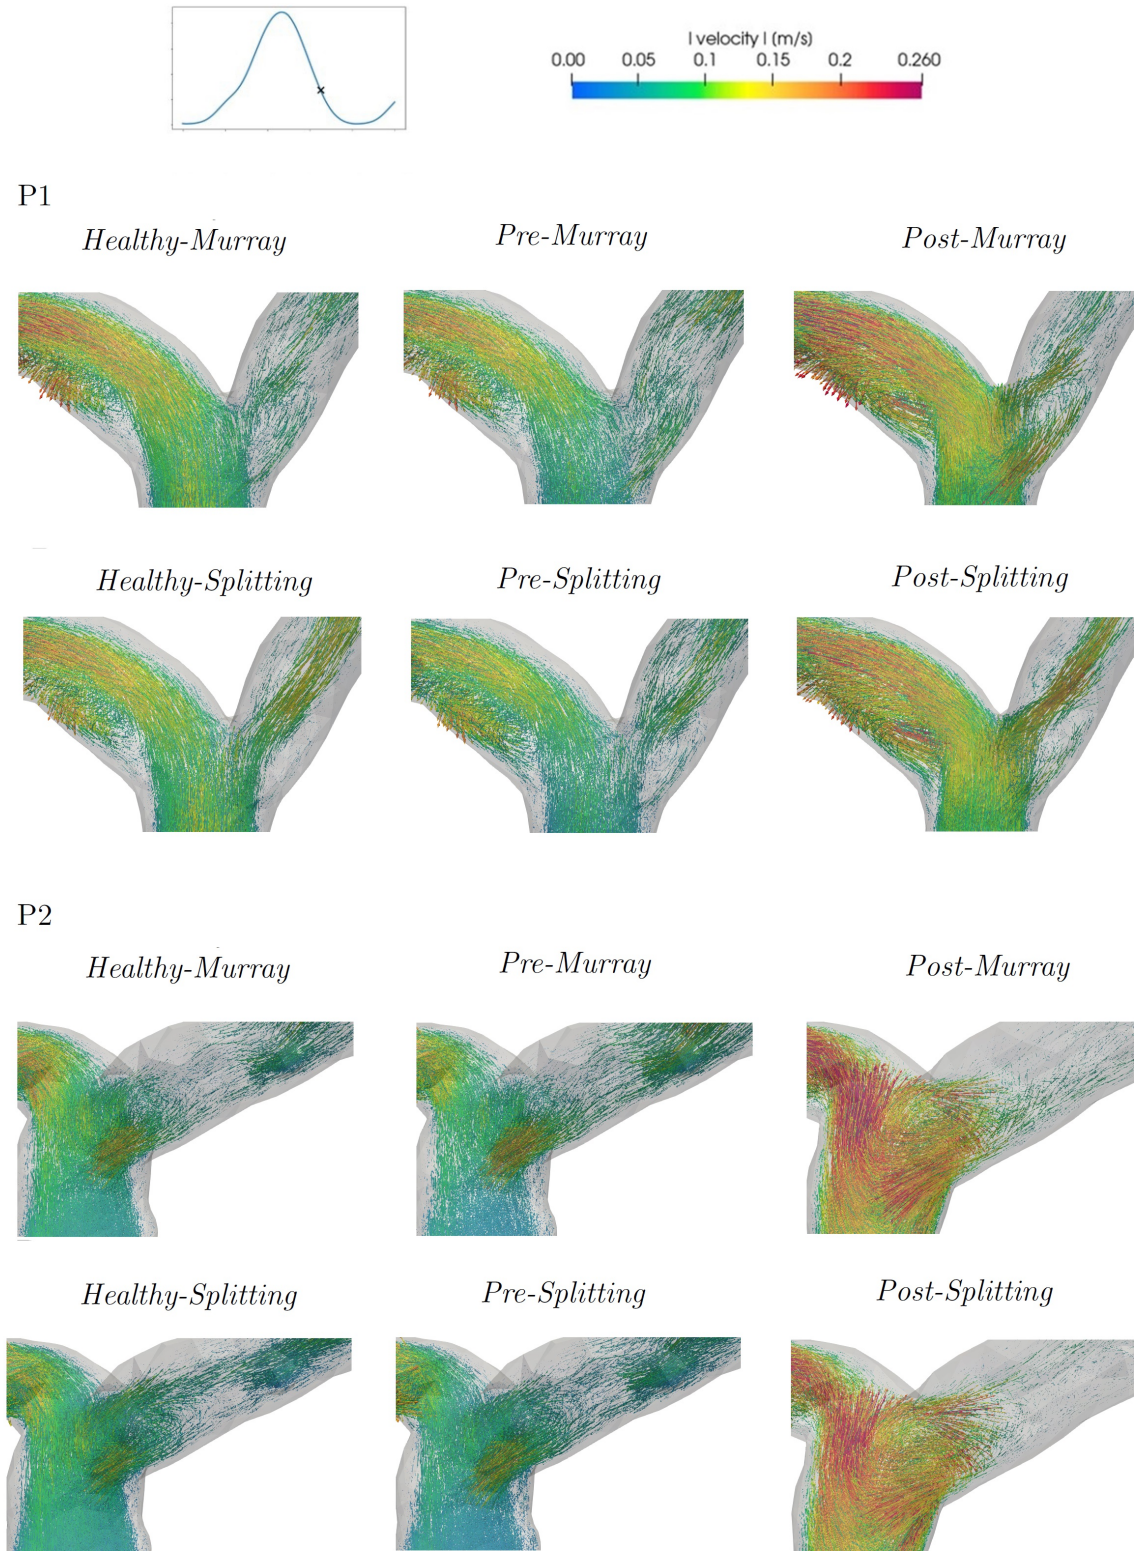 | velocity | (m/s)
0.00 0.05 0.1 0.15 0.2 0.260
P1
Healthy-Murray Pre-Murray Post-Murray
Healthy-Splitting Pre-Splitting Post-Splitting
P2
Healthy-Murray Pre-Murray Post-Murray
Healthy-Splitting Pre-Splitting Post-Splitting